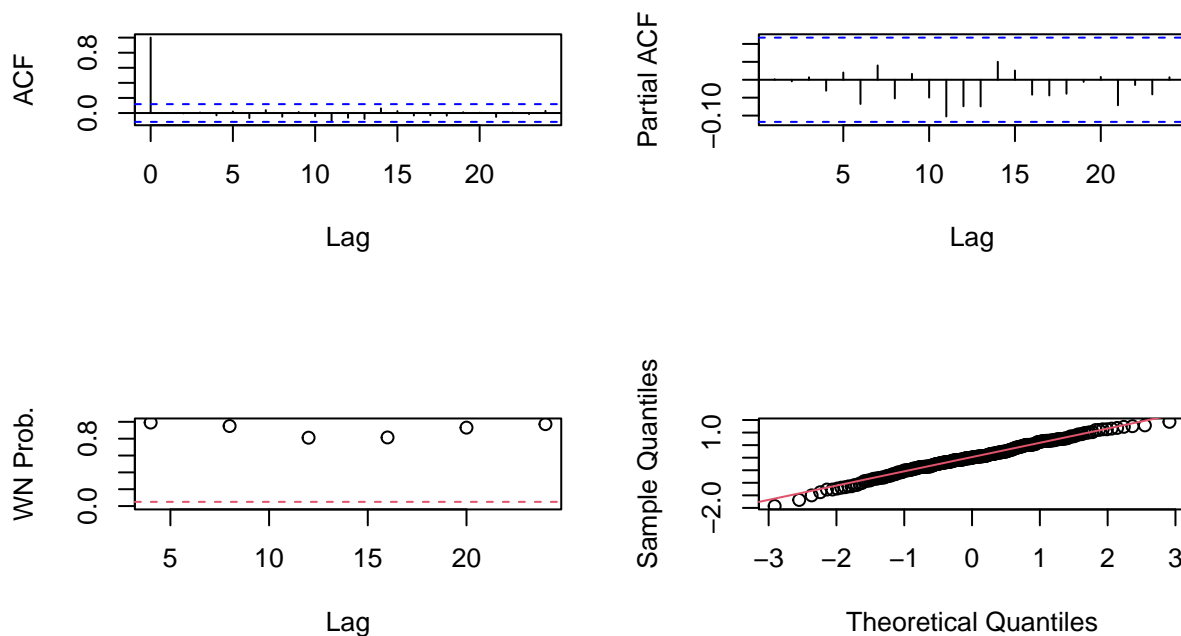 ACF
0.0 0.8
0 5 10 15 20
Lag
Partial ACF
−0.10
5 10 15 20
Lag
WN Prob.
0.0 0.8
5 10 15 20
Lag
Sample Quantiles
−2.0 1.0
−3 −2 −1 0 1 2 3
Theoretical Quantiles